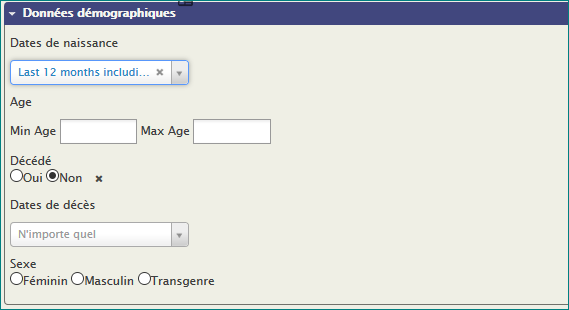 Données démographiques
Dates de naissance
Last 12 months includi...
Age
Min Age Max Age
Décédé
Oui Non
Dates de décès
N'importe quel
Sexe
Féminin Masculin Transgenre